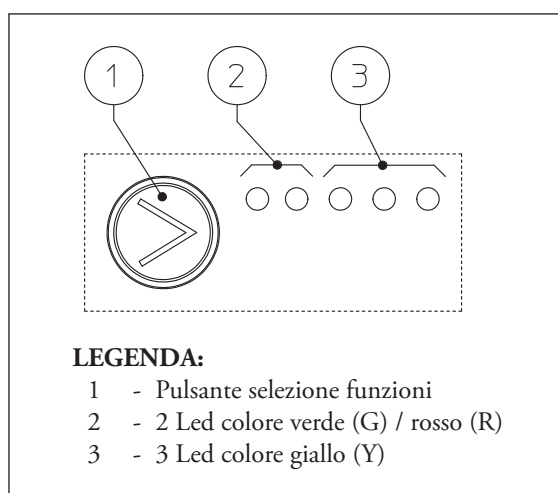 1 2 3
LEGENDA:
1 - Pulsante selezione funzioni
2 - 2 Led colore verde (G) / rosso (R)
3 - 3 Led colore giallo (Y)